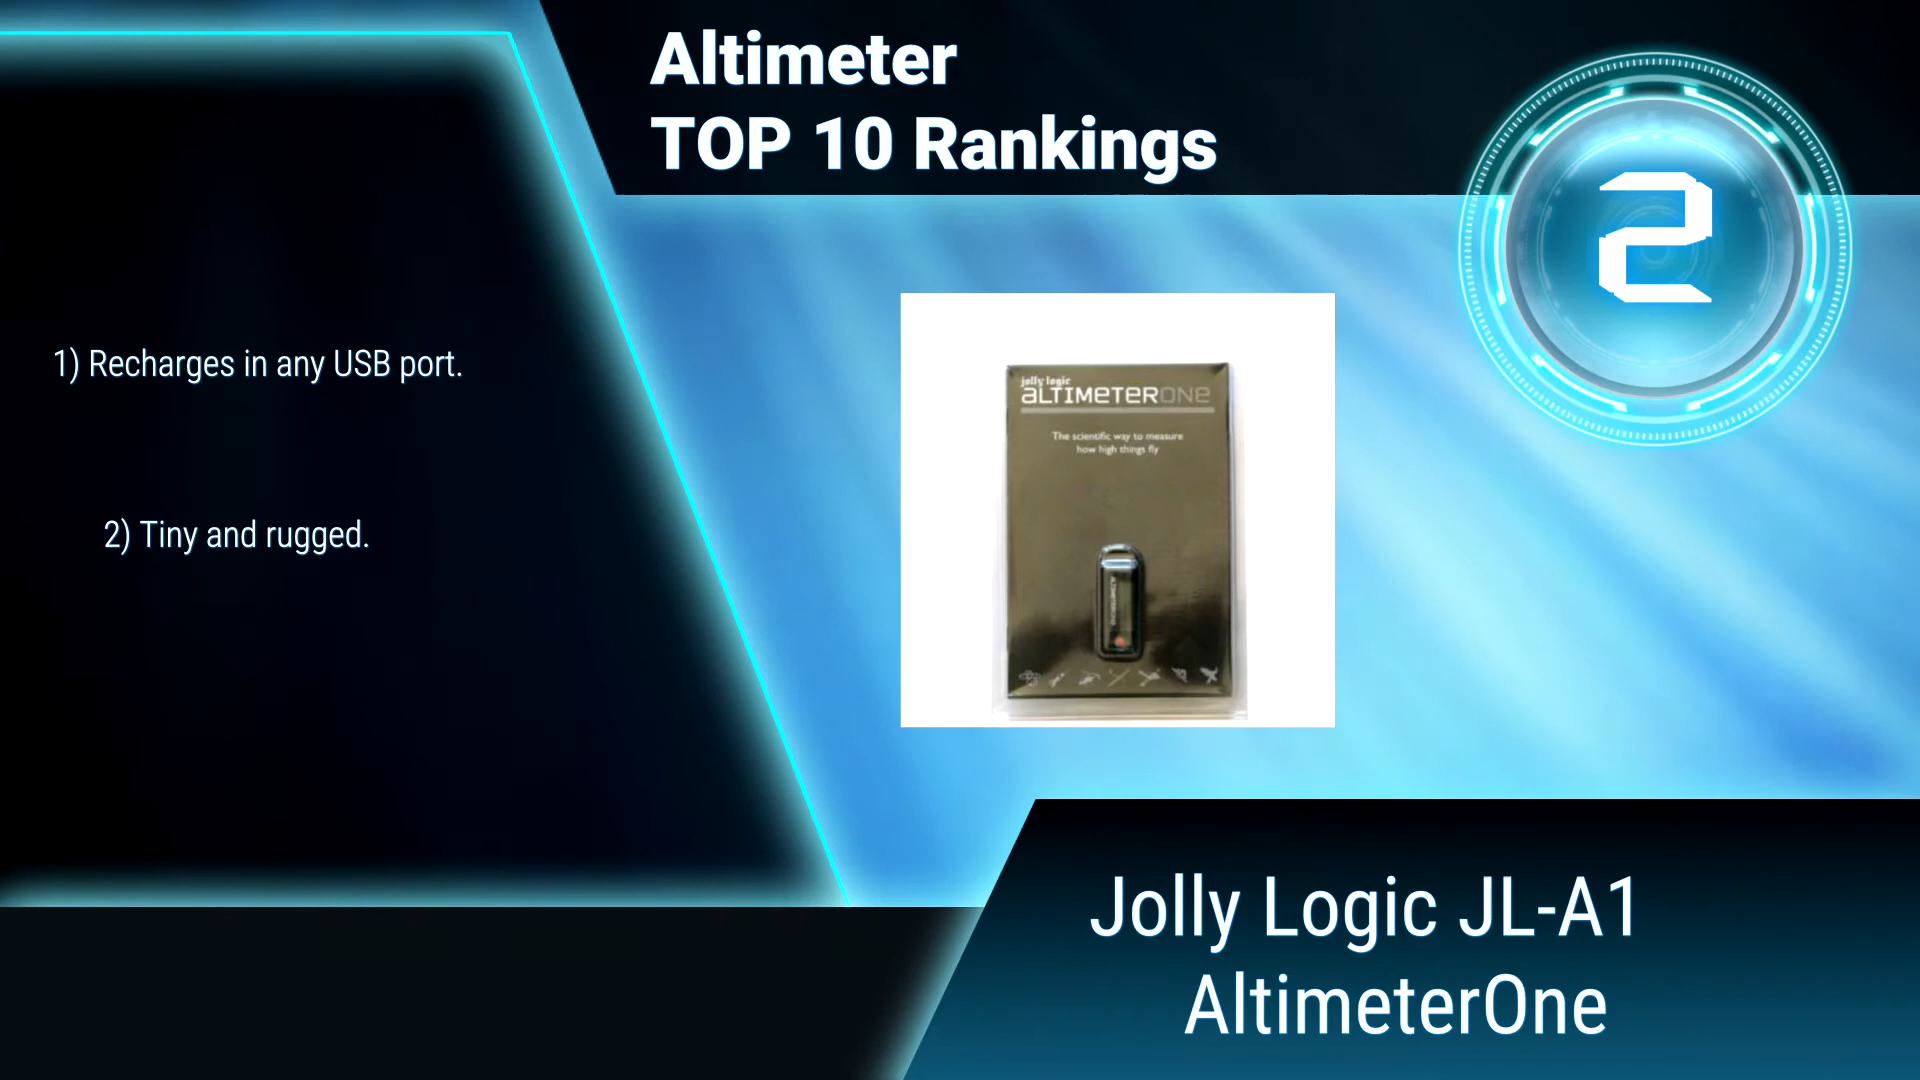 Altimeter
TOP 10 Rankings
2
1) Recharges in any USB port.
2) Tiny and rugged.
jolly logic
ALTIMETERONE
The scientific way to measure
how high things fly
Jolly Logic JL-A1
AltimeterOne